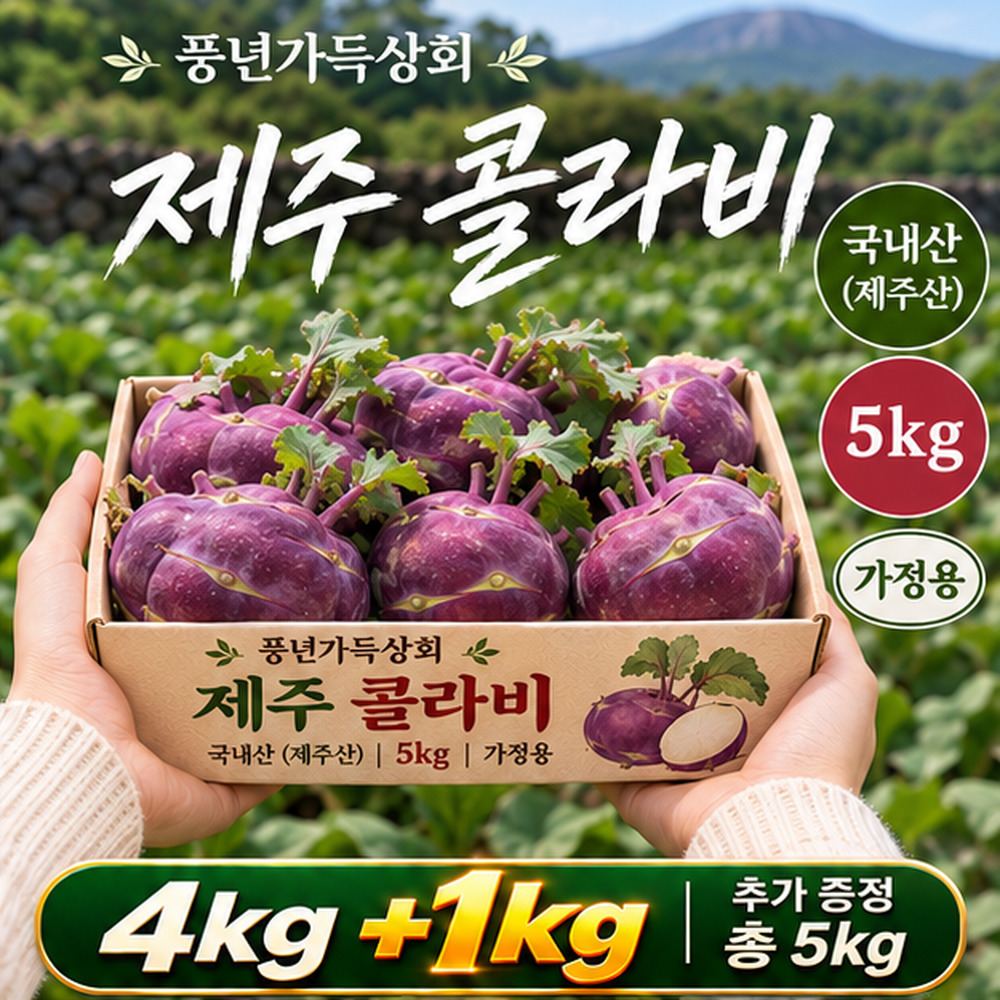 풍년가득상회
제주 콜라비
국내산
(제주산)
5kg
가정용
풍년가득상회
제주 콜라비
국내산 (제주산) | 5kg | 가정용
4kg +1kg
추가 증정
총 5kg